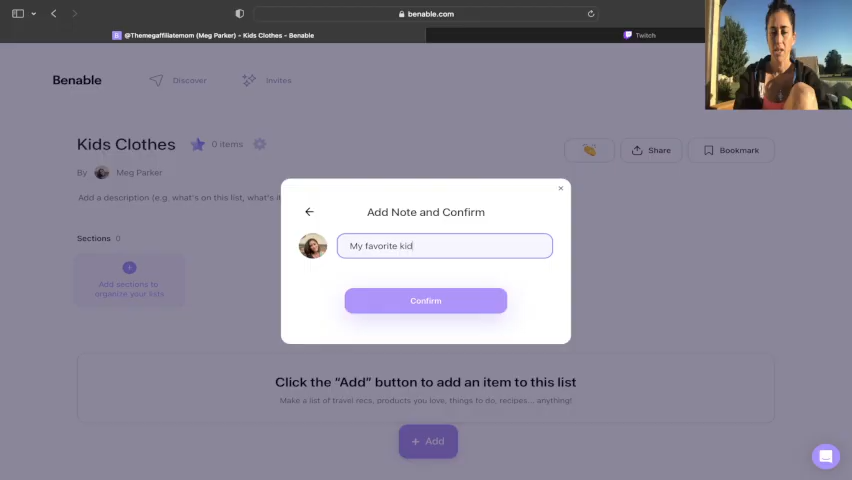 benable.com
@Themegaffiliatemom (Meg Parker) - Kids Clothes - Benable
Twitch
Benable
Discover
Invites
Kids Clothes
0 items
Share
Bookmark
By Meg Parker
Add a description (e.g. what's on this list, what's it
Sections 0
Add sections to
organize your lists
Add Note and Confirm
My favorite kid
Confirm
Click the “Add” button to add an item to this list
Make a list of travel recs, products you love, things to do, recipes... anything!
+ Add